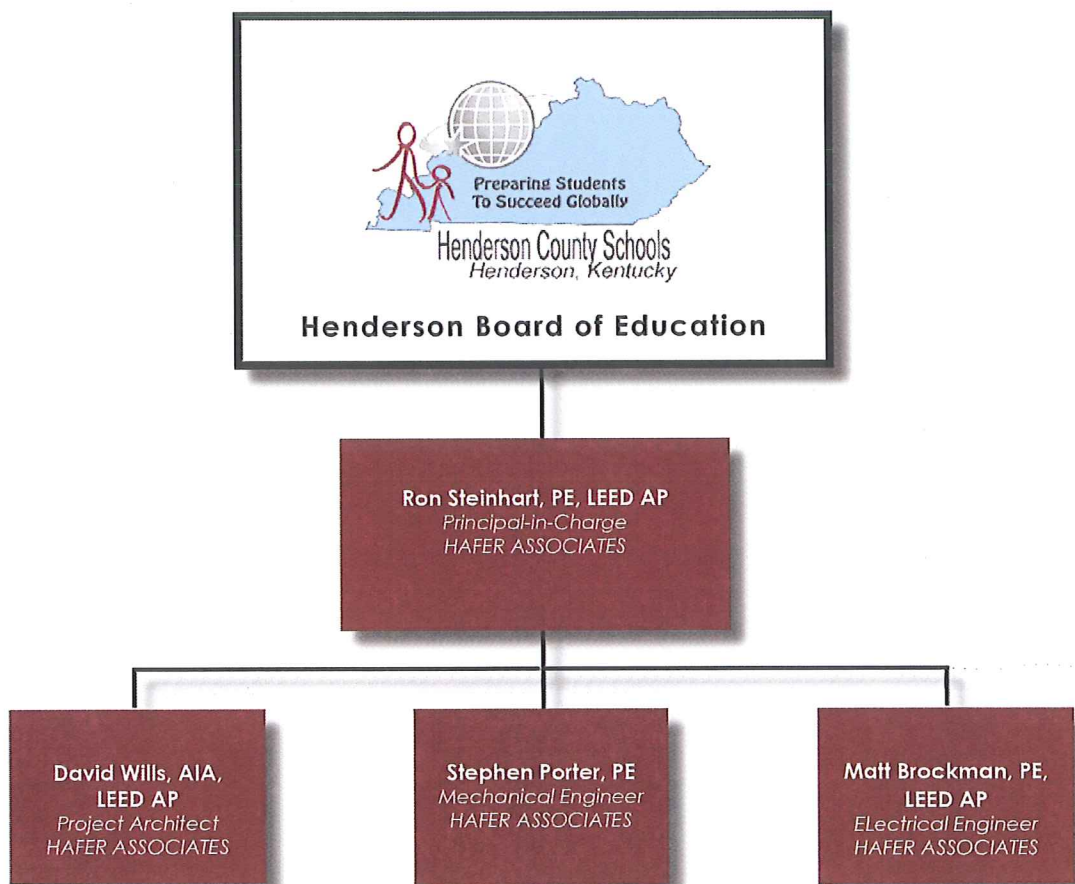 Preparing Students
To Succeed Globally
Henderson County Schools
Henderson, Kentucky
Henderson Board of Education
Ron Steinhart, PE, LEED AP
Principal-in-Charge
HAFER ASSOCIATES
David Wills, AIA,
LEED AP
Project Architect
HAFER ASSOCIATES
Stephen Porter, PE
Mechanical Engineer
HAFER ASSOCIATES
Matt Brockman, PE,
LEED AP
ELectrical Engineer
HAFER ASSOCIATES